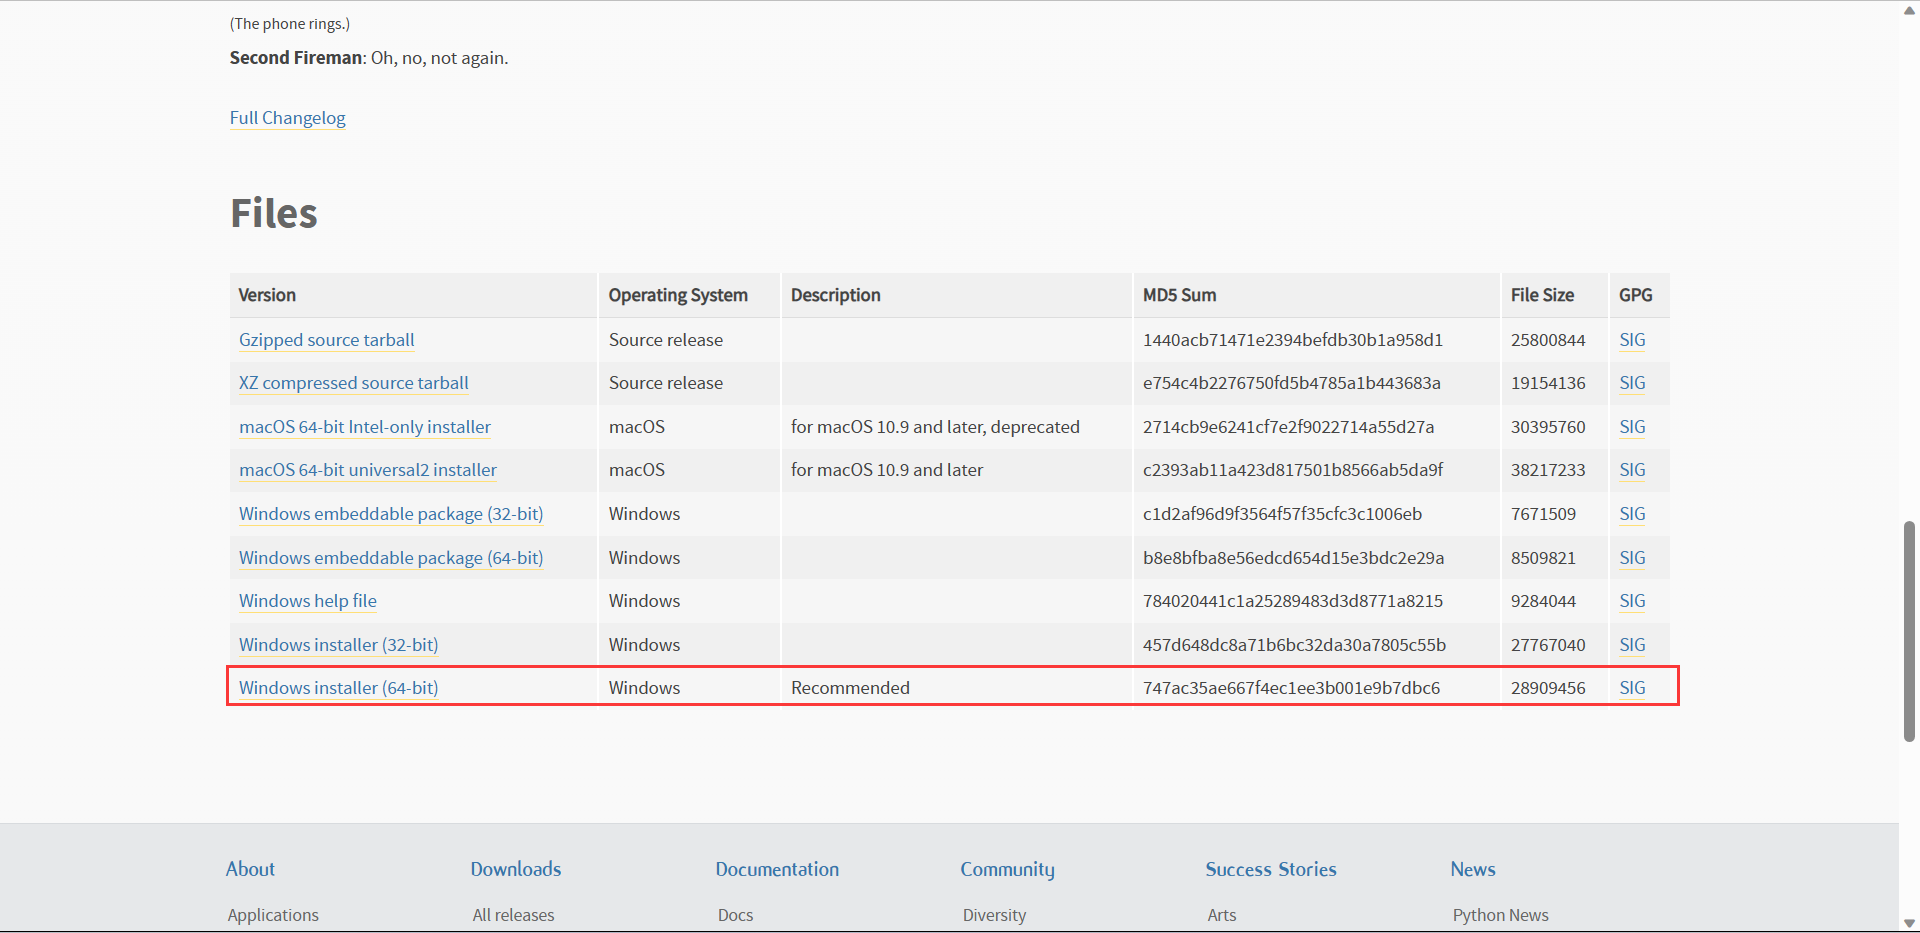 (The phone rings.)
Second Fireman: Oh, no, not again.
Full Changelog
Files
Version Operating System Description MD5 Sum File Size GPG
Gzipped source tarball Source release 1440acb71471e2394befdb30b1a958d1 25800844 SIG
XZ compressed source tarball Source release e754c4b2276750fd5b4785a1b443683a 19154136 SIG
macOS 64-bit Intel-only installer macOS for macOS 10.9 and later, deprecated 2714cb9e6241cf7e2f9022714a55d27a 30395760 SIG
macOS 64-bit universal2 installer macOS for macOS 10.9 and later c2393ab11a423d817501b8566ab5da9f 38217233 SIG
Windows embeddable package (32-bit) Windows c1d2af96d9f3564f57f35cfc3c1006eb 7671509 SIG
Windows embeddable package (64-bit) Windows b8e8bfba8e56edcd654d15e3bdc2e29a 8509821 SIG
Windows help file Windows 784020441c1a25289483d3d8771a8215 9284044 SIG
Windows installer (32-bit) Windows 457d648dc8a71b6bc32da30a7805c55b 27767040 SIG
Windows installer (64-bit) Windows Recommended 747ac35ae667f4ec1ee3b001e9b7dbc6 28909456 SIG
About Downloads Documentation Community Success Stories News
Applications All releases Docs Diversity Arts Python News